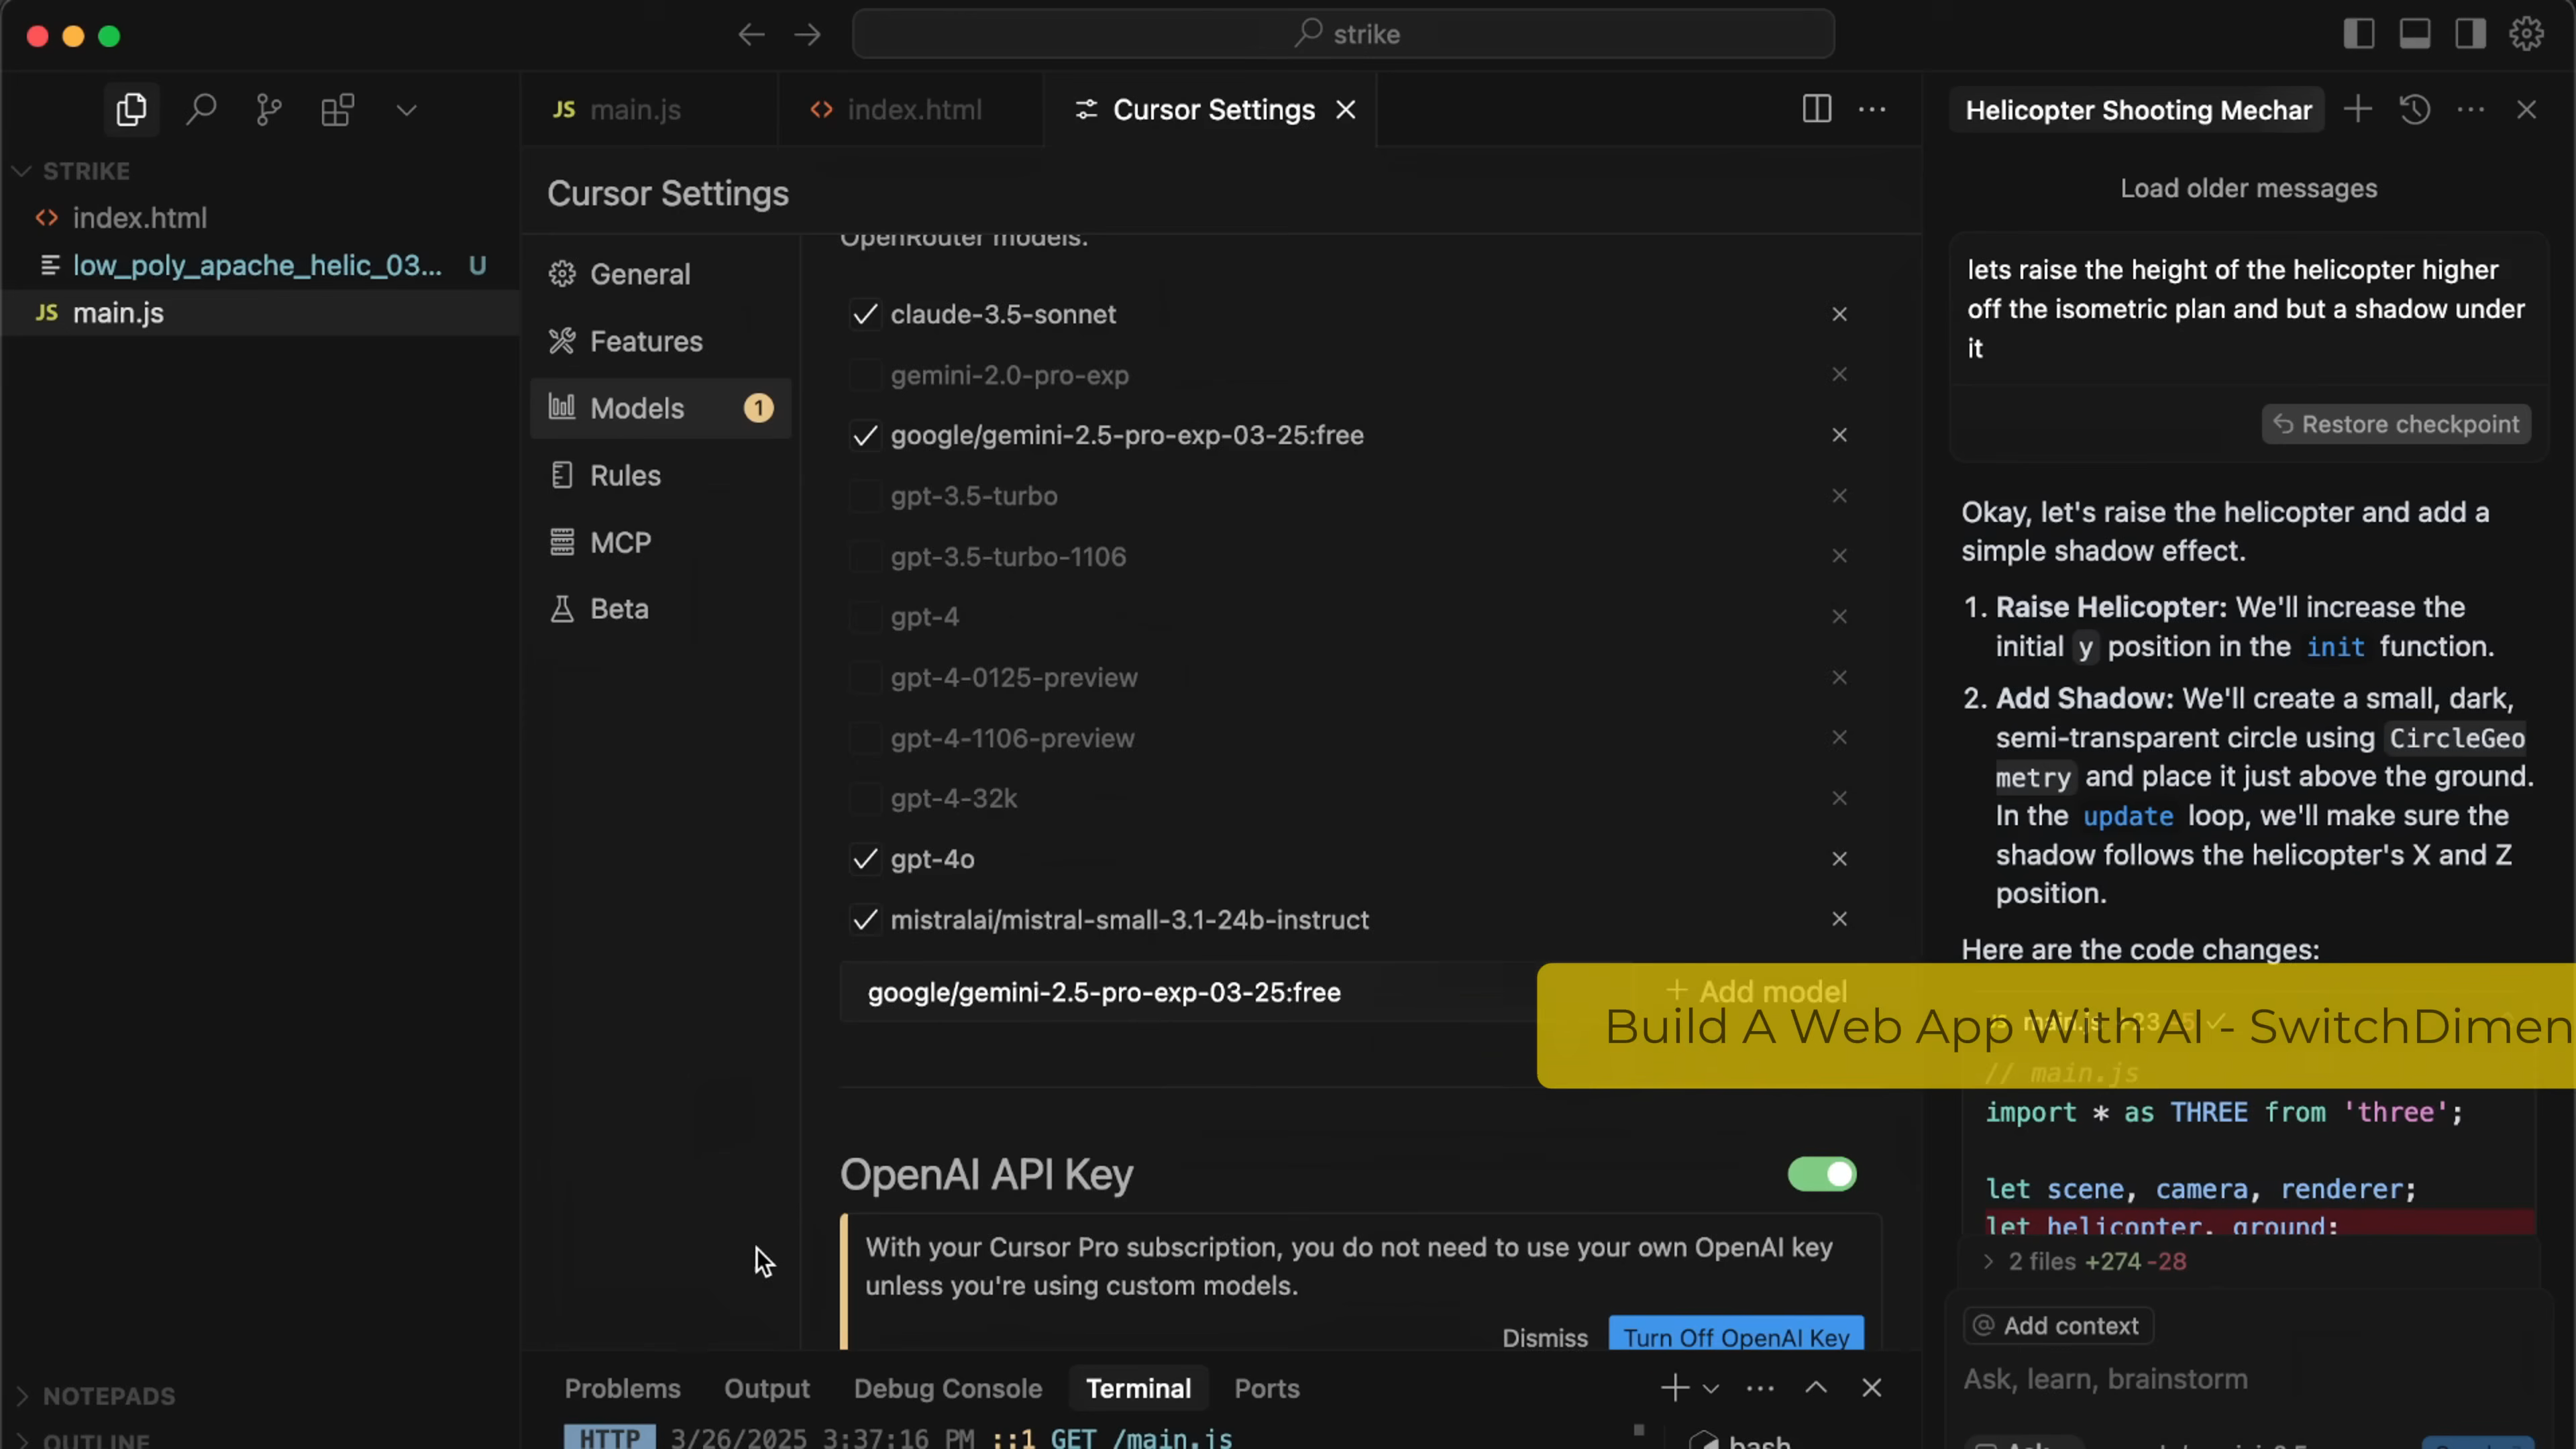 strike
STRIKE
index.html
low_poly_apache_helic_03... U
JS main.js
NOTEPADS
OUTLINE
JS main.js
index.html
Cursor Settings
Cursor Settings
General
Features
Models 1
Rules
MCP
Beta
OpenRouter models.
claude-3.5-sonnet
gemini-2.0-pro-exp
google/gemini-2.5-pro-exp-03-25:free
gpt-3.5-turbo
gpt-3.5-turbo-1106
gpt-4
gpt-4-0125-preview
gpt-4-1106-preview
gpt-4-32k
gpt-4o
mistralai/mistral-small-3.1-24b-instruct
google/gemini-2.5-pro-exp-03-25:free
+ Add model
OpenAI API Key
With your Cursor Pro subscription, you do not need to use your own OpenAI key
unless you're using custom models.
Dismiss Turn Off OpenAI Key
Problems Output Debug Console Terminal Ports
HTTP 3/26/2025 3:37:16 PM ::1 GET /main.js
bash
Helicopter Shooting Mechar
Load older messages
lets raise the height of the helicopter higher
off the isometric plan and but a shadow under
it
Restore checkpoint
Okay, let's raise the helicopter and add a
simple shadow effect.
1. Raise Helicopter: We'll increase the
initial y position in the init function.
2. Add Shadow: We'll create a small, dark,
semi-transparent circle using CircleGeo
metry and place it just above the ground.
In the update loop, we'll make sure the
shadow follows the helicopter's X and Z
position.
Here are the code changes:
Build A Web App With AI - SwitchDimen
// main.js
import * as THREE from 'three';
let scene, camera, renderer;
let helicopter, ground;
2 files +274 -28
@ Add context
Ask, learn, brainstorm